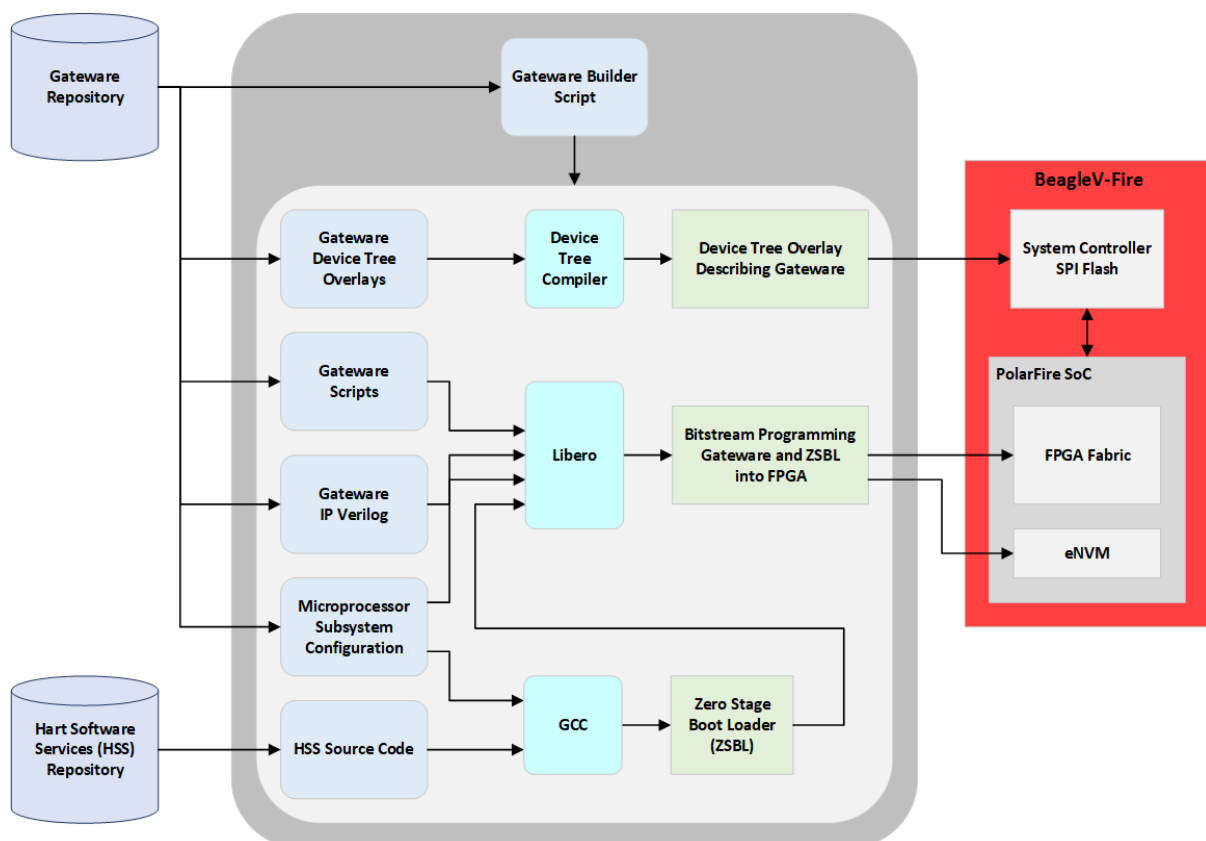 Gateware
Repository
Gateware Builder
Script
BeagleV-Fire
Gateware
Device Tree
Overlays
Device
Tree
Compiler
Device Tree Overlay
Describing Gateware
System Controller
SPI Flash
Gateware
Scripts
PolarFire SoC
Libero
Bitstream Programming
Gateware and ZSBL
into FPGA
FPGA Fabric
Gateware
IP Verilog
eNVM
Microprocessor
Subsystem
Configuration
Hart Software
Services (HSS)
Repository
HSS Source Code
GCC
Zero Stage
Boot Loader
(ZSBL)